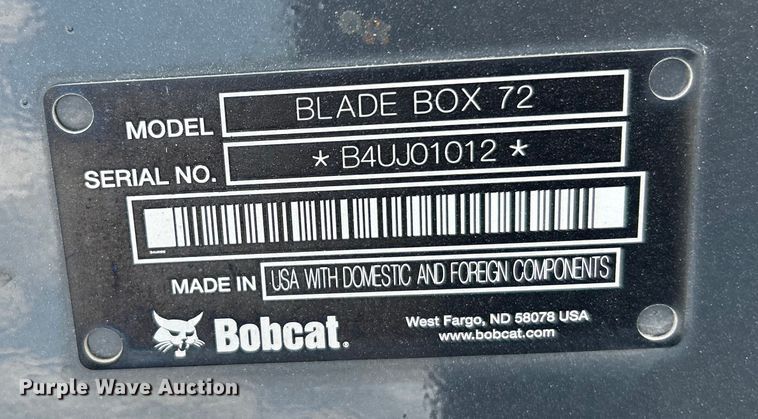 MODEL BLADE BOX 72
SERIAL NO. * B4UJ01012 *
MADE IN USA WITH DOMESTIC AND FOREIGN COMPONENTS
Bobcat.
West Fargo, ND 58078 USA
www.bobcat.com
Purple Wave Auction